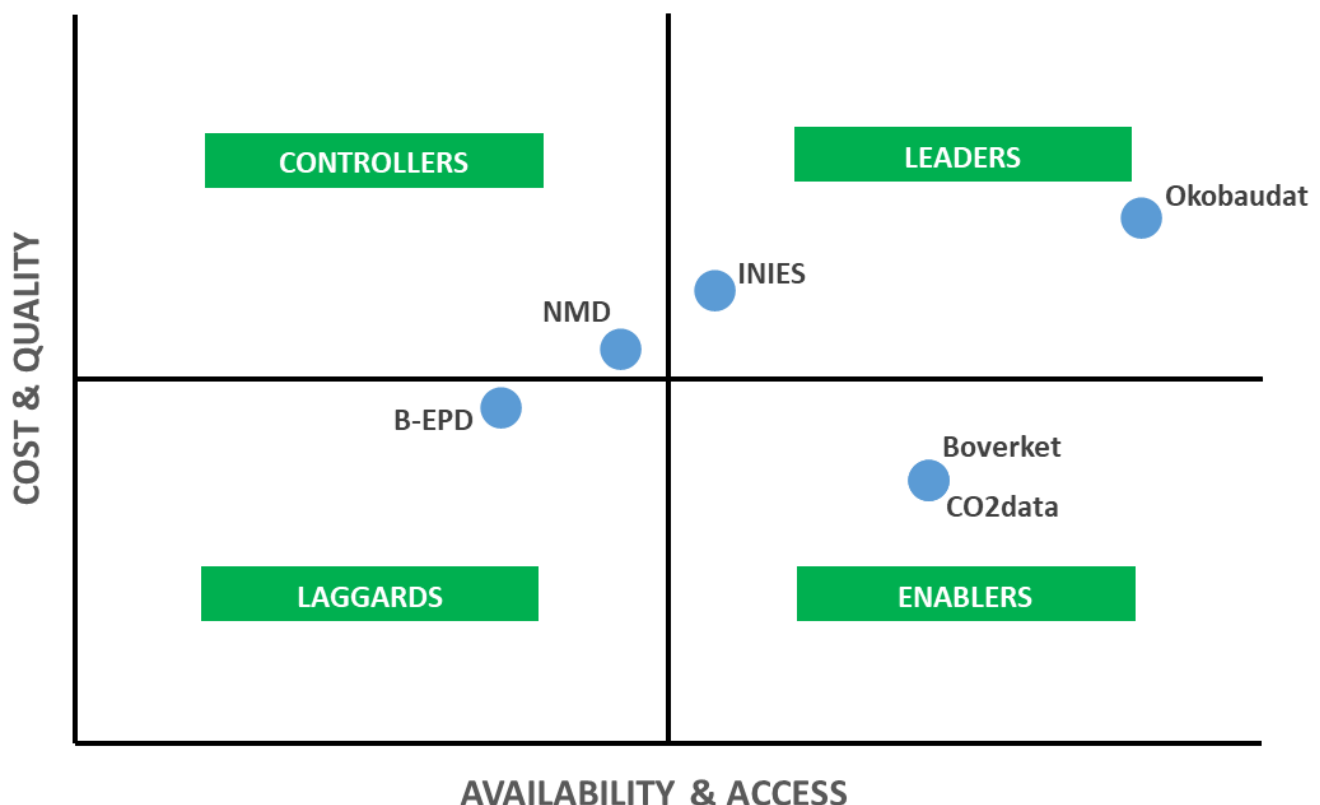 CONTROLLERS
LEADERS
Okobaudat
INIES
NMD
COST & QUALITY
B-EPD
Boverket
CO2data
LAGGARDS
ENABLERS
AVAILABILITY & ACCESS